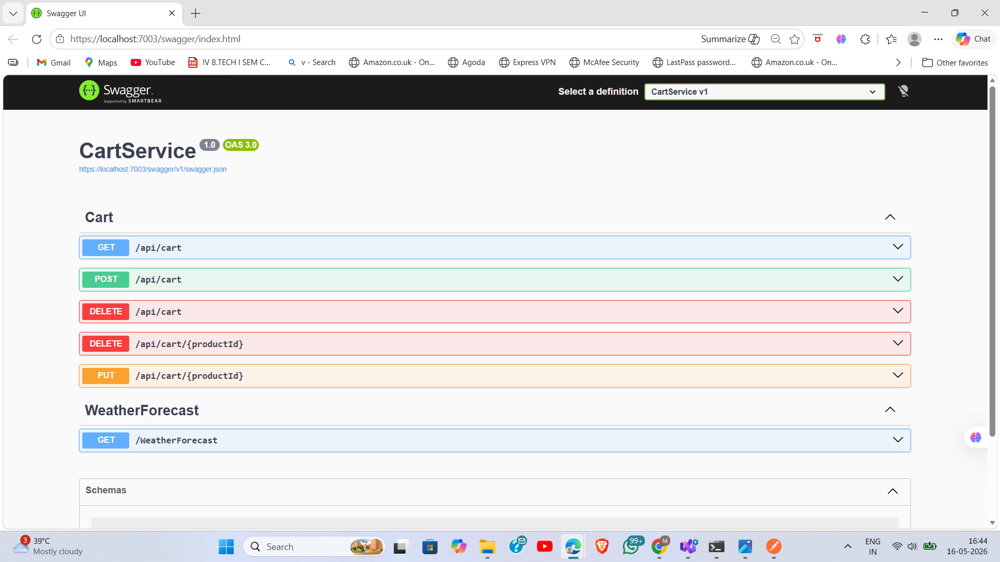 Swagger UI
https://localhost:7003/swagger/index.html
Summarize
Chat
Gmail
Maps
YouTube
IV B.TECH I SEM C...
v - Search
Amazon.co.uk - On...
Agoda
Express VPN
McAfee Security
LastPass password...
Amazon.co.uk - On...
Other favorites
Swagger
Supported by SMARTBEAR
Select a definition
CartService v1
CartService 1.0 OAS 3.0
https://localhost:7003/swagger/v1/swagger.json
Cart
GET /api/cart
POST /api/cart
DELETE /api/cart
DELETE /api/cart/{productId}
PUT /api/cart/{productId}
WeatherForecast
GET /WeatherForecast
Schemas
3
39°C
Mostly cloudy
Search
99+
M
ENG
IN
16:44
16-05-2026